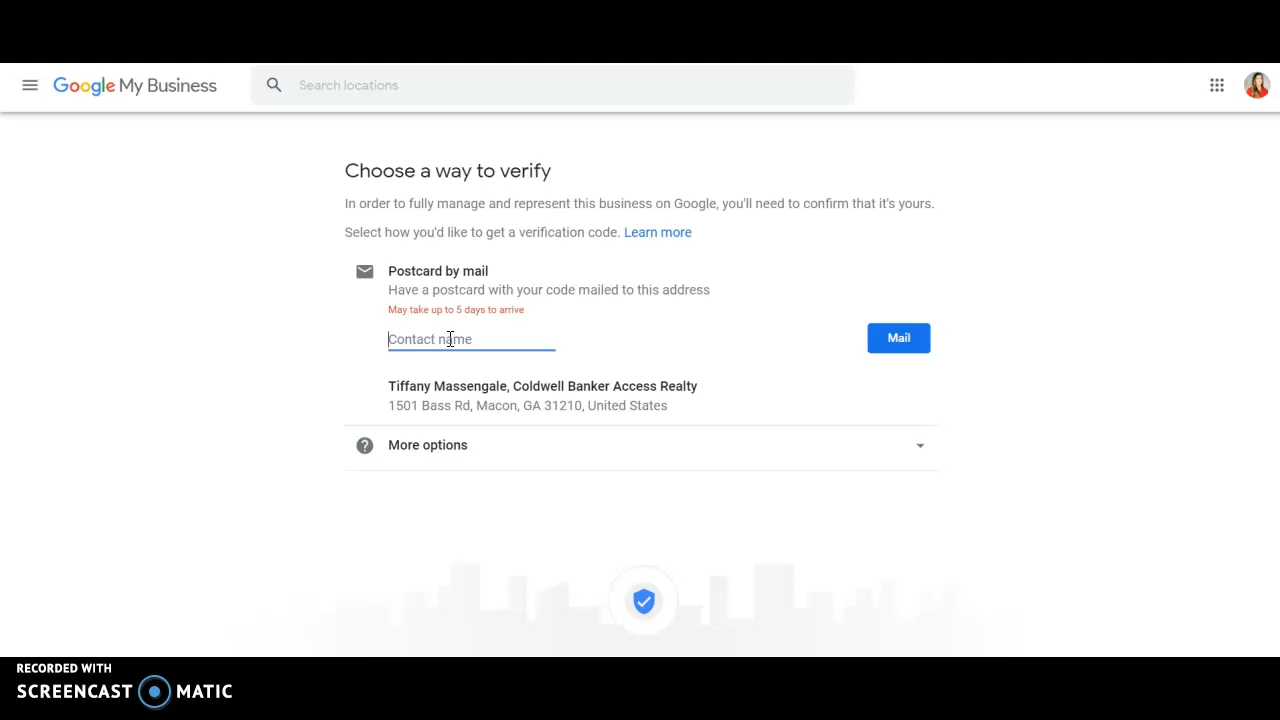 Google My Business
Search locations
Choose a way to verify
In order to fully manage and represent this business on Google, you'll need to confirm that it's yours.
Select how you'd like to get a verification code. Learn more
Postcard by mail
Have a postcard with your code mailed to this address
May take up to 5 days to arrive
Contact name
Mail
Tiffany Massengale, Coldwell Banker Access Realty
1501 Bass Rd, Macon, GA 31210, United States
More options
RECORDED WITH
SCREENCAST MATIC